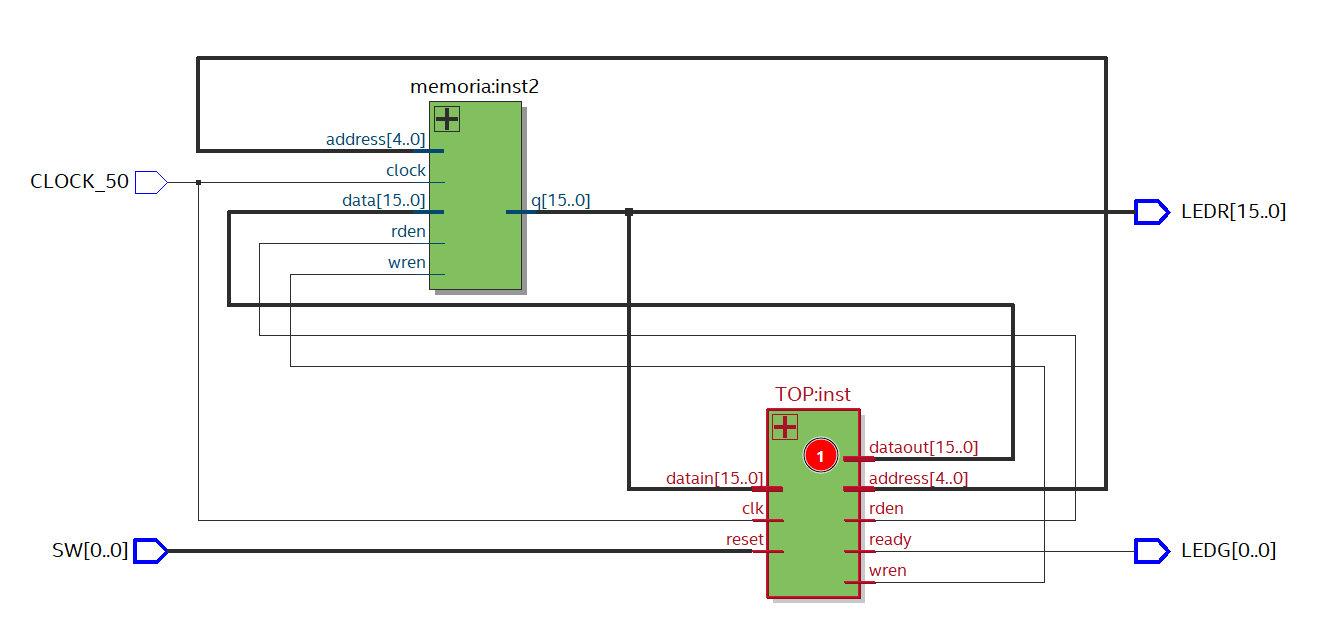 memoria:inst2
address[4..0]
clock
CLOCK_50
data[15..0]
q[15..0]
LEDR[15..0]
rden
wren
TOP:inst
1
dataout[15..0]
datain[15..0]
address[4..0]
clk
rden
SW[0..0]
reset
ready
LEDG[0..0]
wren